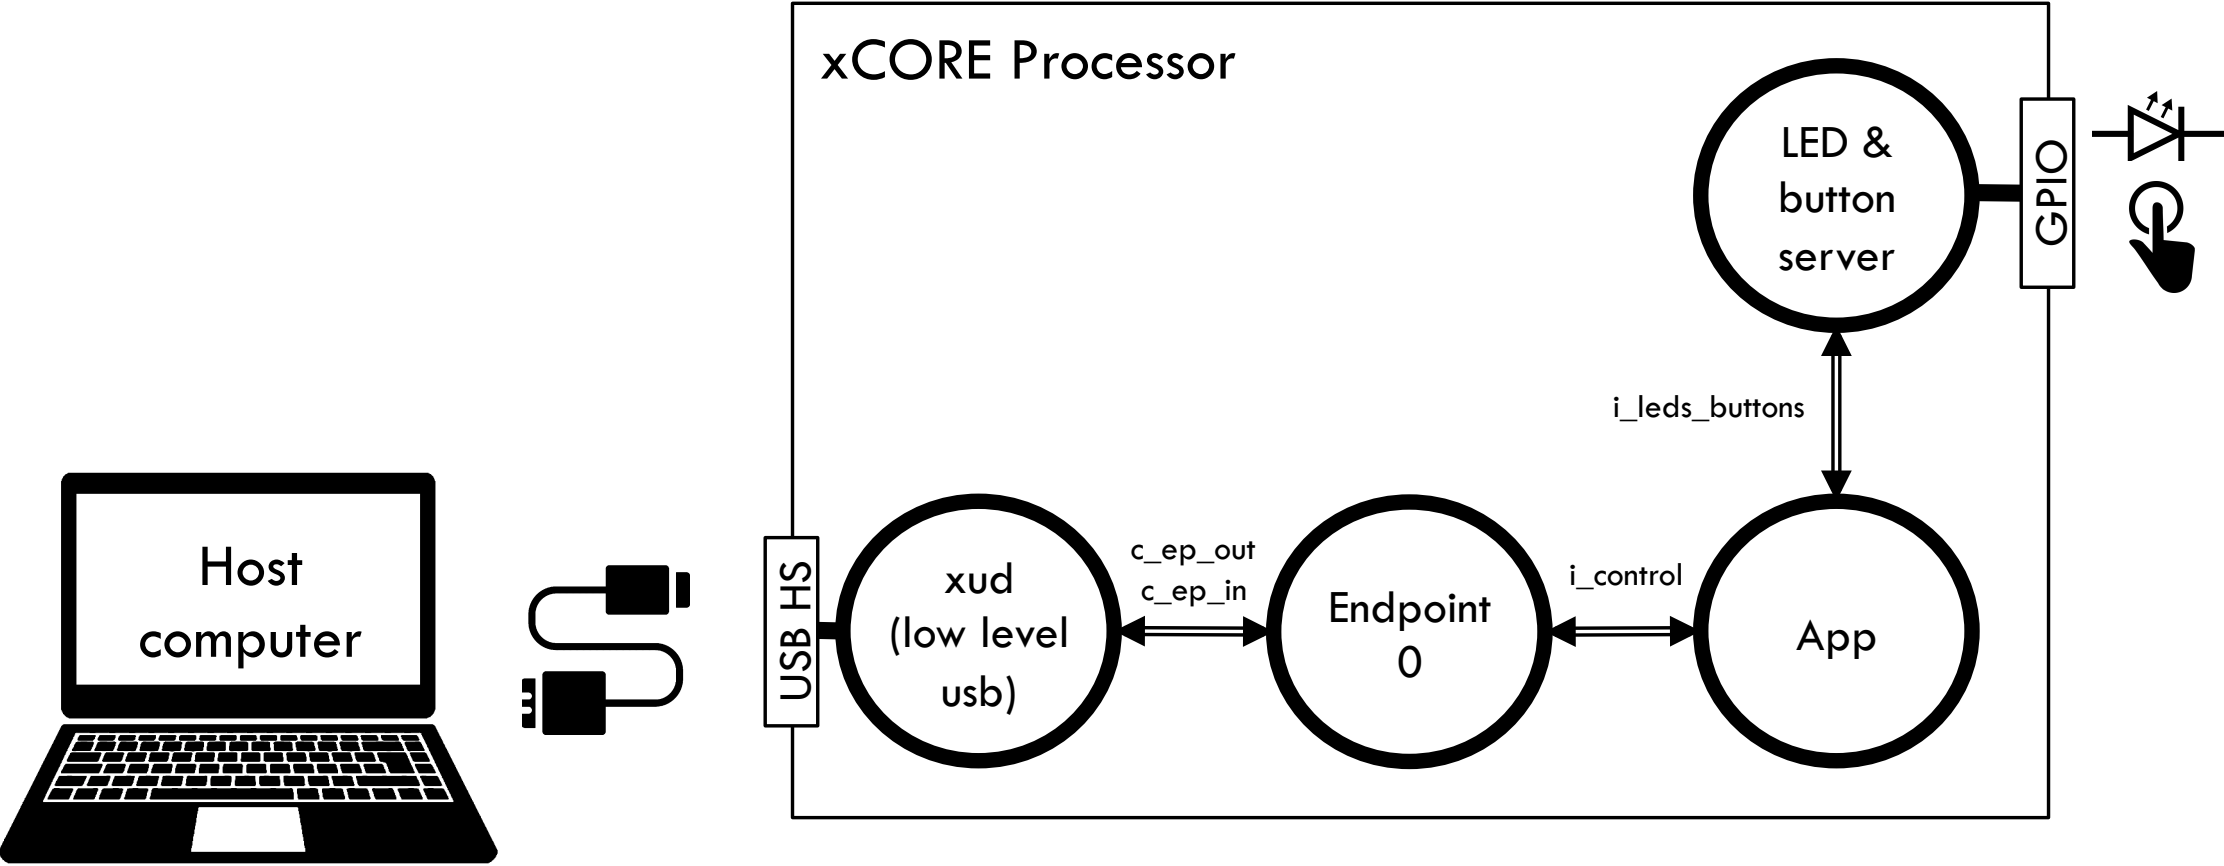 xCORE Processor
LED &
button
server
GPIO
i_leds_buttons
Host
computer
USB HS
xud
(low level
usb)
c_ep_out
c_ep_in
Endpoint
0
i_control
App